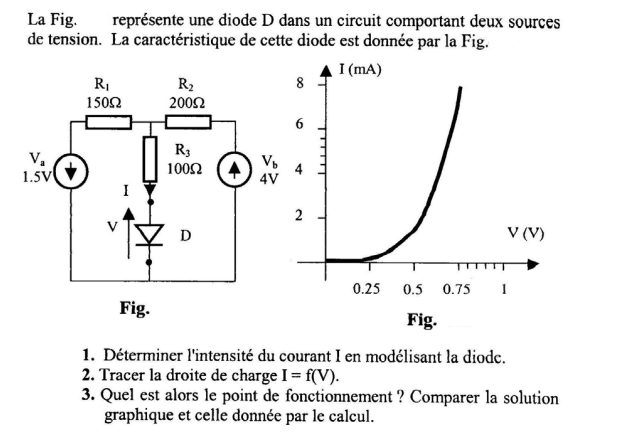 La Fig. représente une diode D dans un circuit comportant deux sources
de tension. La caractéristique de cette diode est donnée par la Fig.
R1
150Ω
R2
200Ω
R3
100Ω
Va
1.5V
Vb
4V
I
V
D
Fig.
I (mA)
8
6
4
2
V (V)
0.25 0.5 0.75 1
Fig.
1. Déterminer l'intensité du courant I en modélisant la diode.
2. Tracer la droite de charge I = f(V).
3. Quel est alors le point de fonctionnement ? Comparer la solution
graphique et celle donnée par le calcul.